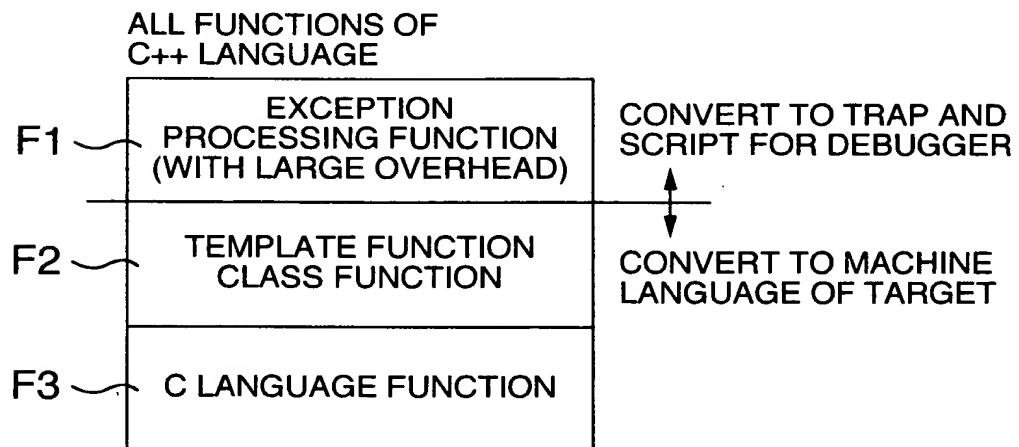 ALL FUNCTIONS OF
C++ LANGUAGE
F1
EXCEPTION
PROCESSING FUNCTION
(WITH LARGE OVERHEAD)
CONVERT TO TRAP AND
SCRIPT FOR DEBUGGER
F2
TEMPLATE FUNCTION
CLASS FUNCTION
CONVERT TO MACHINE
LANGUAGE OF TARGET
F3
C LANGUAGE FUNCTION